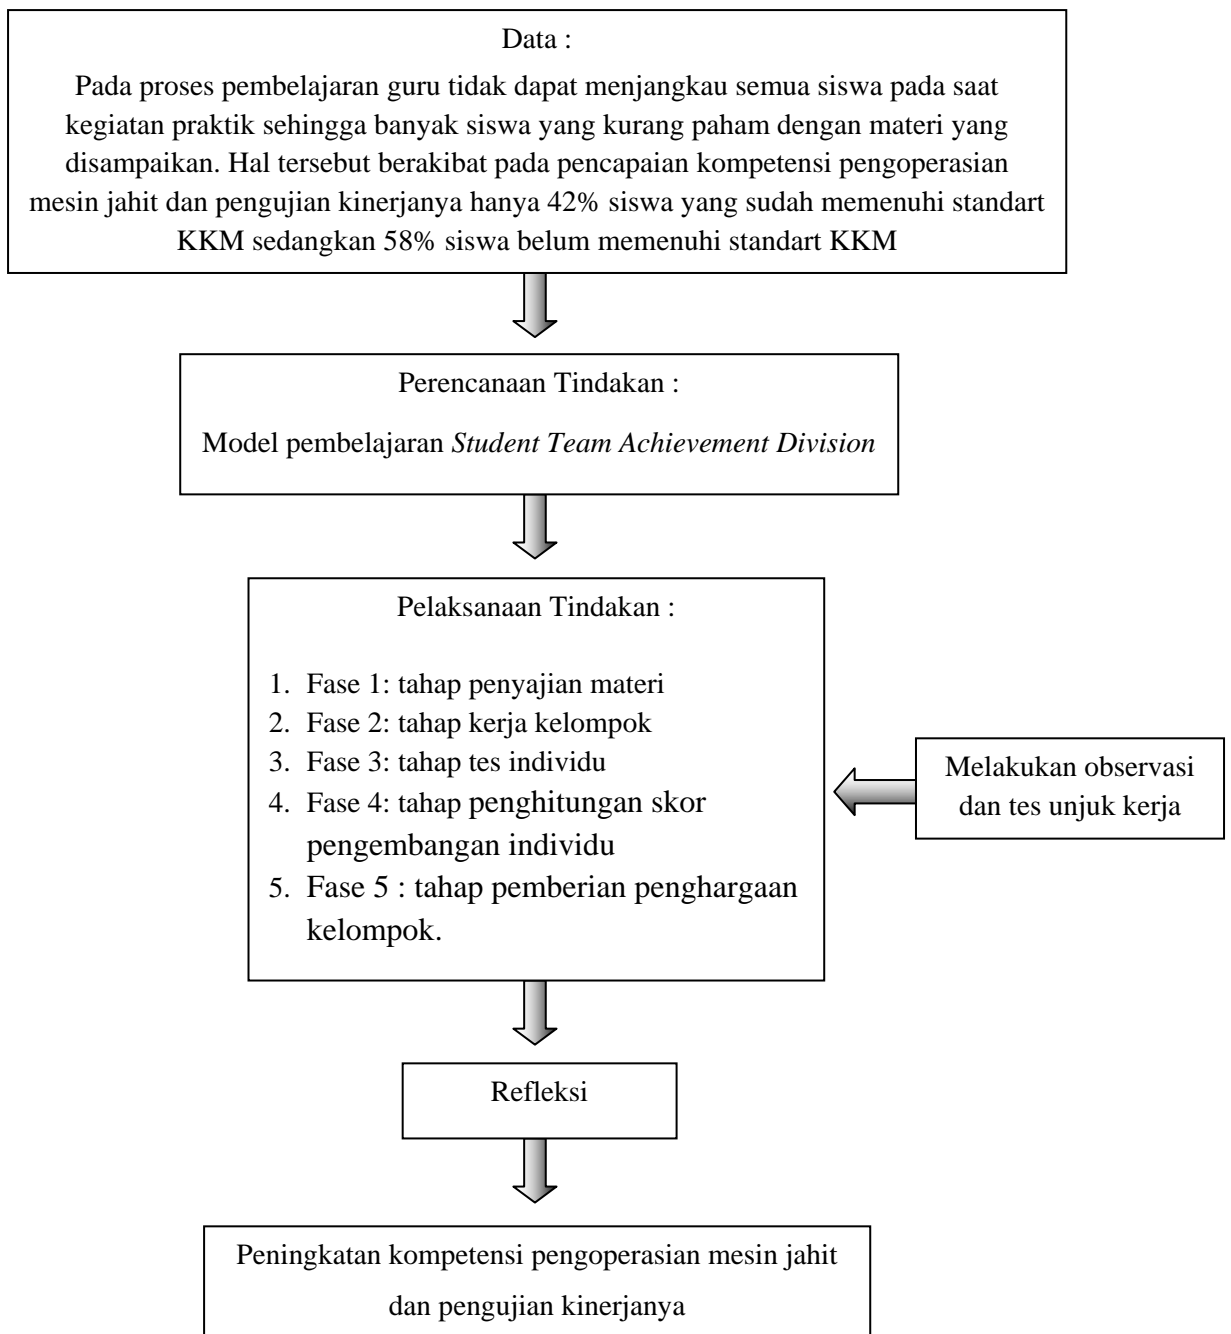 Data :
Pada proses pembelajaran guru tidak dapat menjangkau semua siswa pada saat
kegiatan praktik sehingga banyak siswa yang kurang paham dengan materi yang
disampaikan. Hal tersebut berakibat pada pencapaian kompetensi pengoperasian
mesin jahit dan pengujian kinerjanya hanya 42% siswa yang sudah memenuhi standart
KKM sedangkan 58% siswa belum memenuhi standart KKM
Perencanaan Tindakan :
Model pembelajaran Student Team Achievement Division
Pelaksanaan Tindakan :
1. Fase 1: tahap penyajian materi
2. Fase 2: tahap kerja kelompok
3. Fase 3: tahap tes individu
4. Fase 4: tahap penghitungan skor
pengembangan individu
5. Fase 5 : tahap pemberian penghargaan
kelompok.
Melakukan observasi
dan tes unjuk kerja
Refleksi
Peningkatan kompetensi pengoperasian mesin jahit
dan pengujian kinerjanya